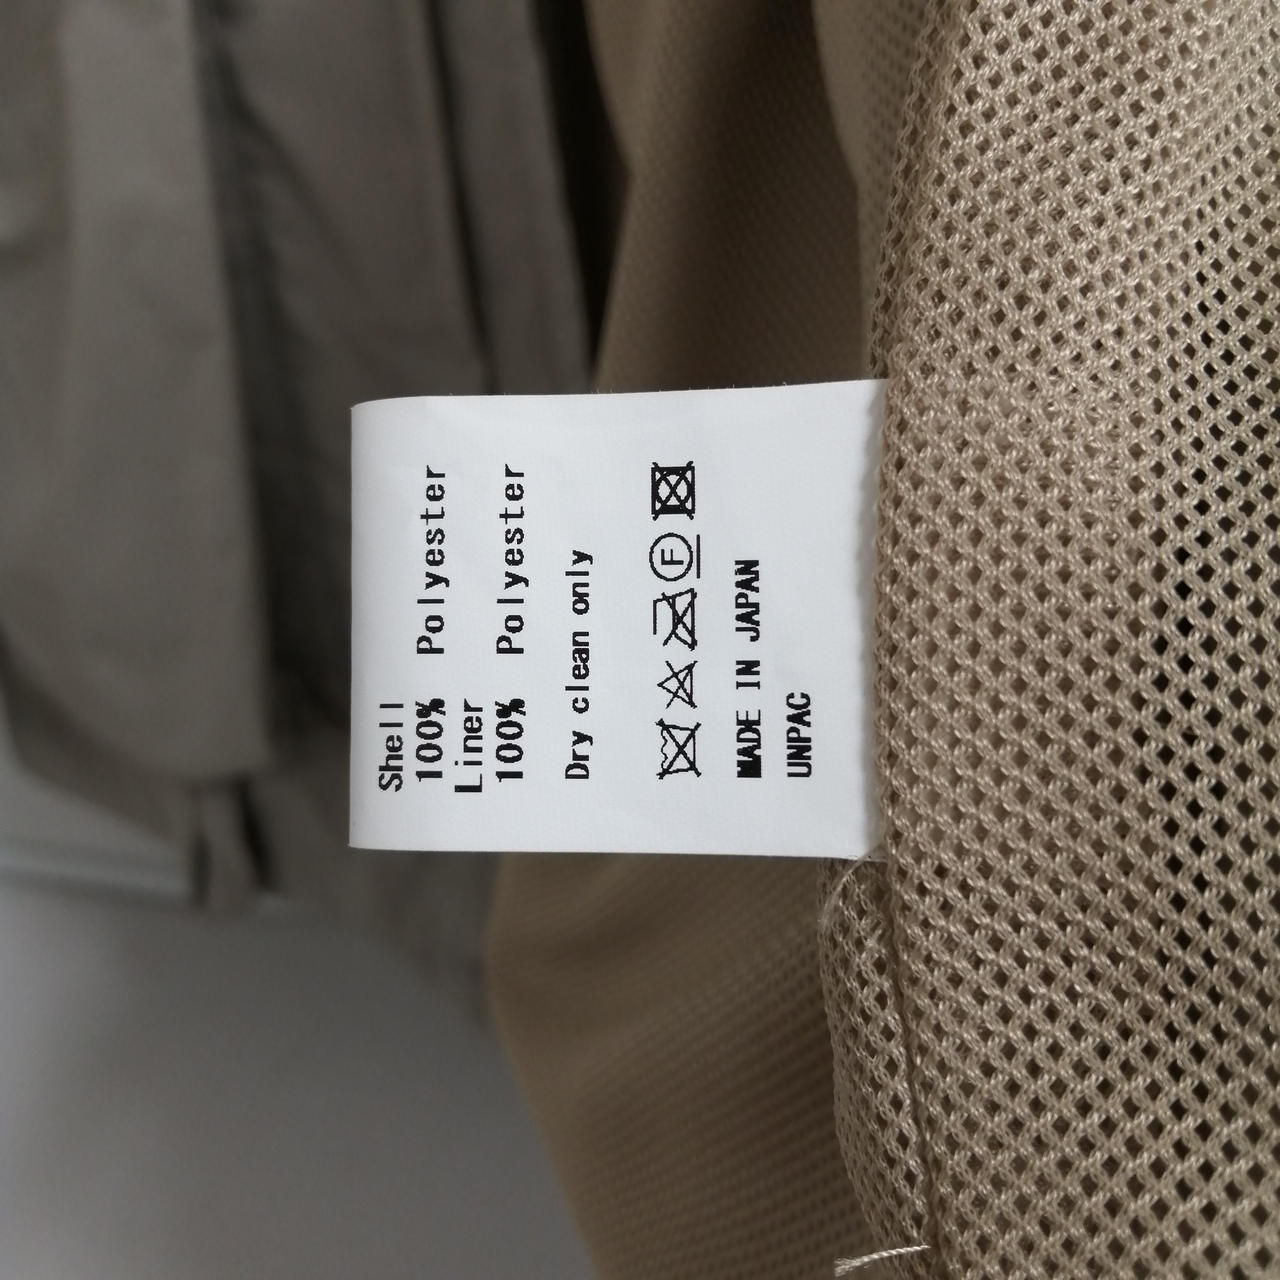 Shell
100% Polyester
Liner
100% Polyester
Dry clean only
F
MADE IN JAPAN
UNPAC